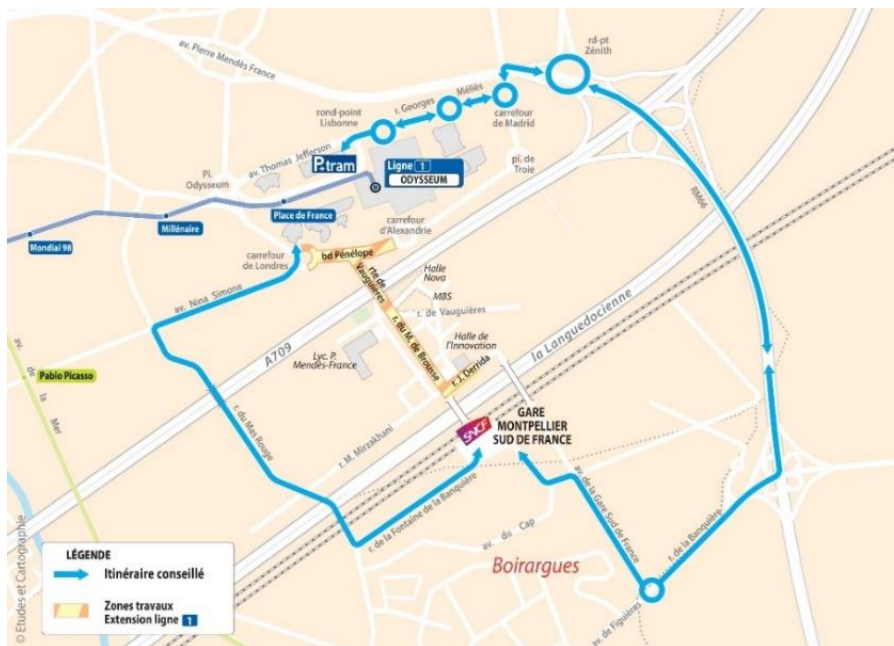 av. Pierre Mendès France
rd-pt
Zénith
r. Georges
Méliès
rond-point
Lisbonne
carrefour
de Madrid
av. Thomas Jefferson
P+tram
Ligne 1
ODYSSEUM
pl. de
Troie
Pl.
Odysseum
RM66
Place de France
Millénaire
Mondial 98
carrefour
d'Alexandrie
carrefour
de Londres
bd Pénélope
rte de
Vauguières
Halle
Nova
MBS
r. de Vauguières
av. Nina Simone
A709
la Languedocienne
r. du M. de Brousse
Halle de
l'Innovation
Lyc. P.
Mendès-France
r. J. Derrida
av.
de
la
Mer
Pablo Picasso
GARE
MONTPELLIER
SUD DE FRANCE
SNCF
r. du Mas Rouge
r. M. Mirzakhani
r. de la Fontaine de la Banquière
av. de la Gare Sud de France
r. de la Banquière
av. du Cap
Boirargues
av. de Figuières
LÉGENDE
Itinéraire conseillé
Zones travaux
Extension ligne 1
© Etudes et Cartographie